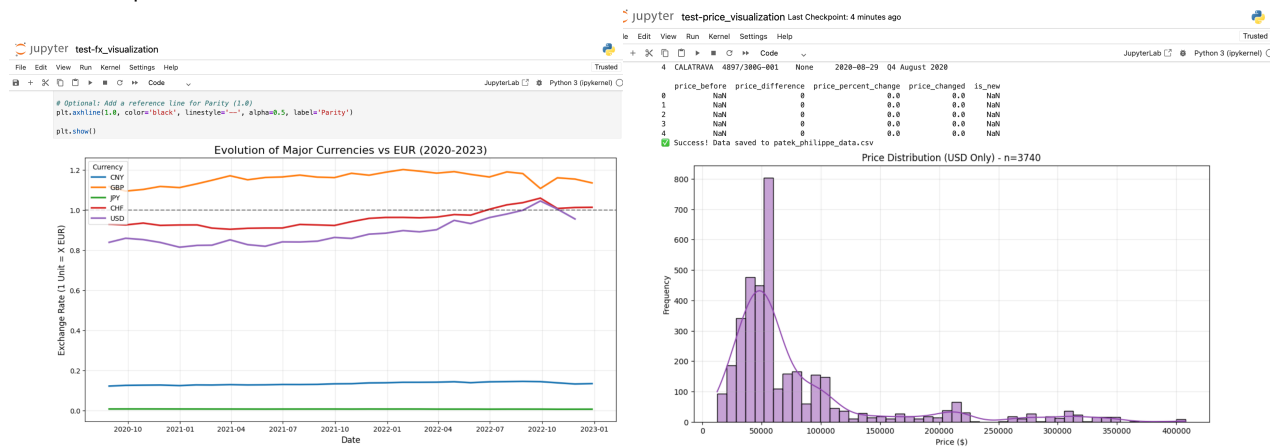 jupyter test-fx_visualization
File Edit View Run Kernel Settings Help
Trusted
Code
JupyterLab
Python 3 (ipykernel)
# Optional: Add a reference line for Parity (1.0)
plt.axhline(1.0, color='black', linestyle='--', alpha=0.5, label='Parity')
plt.show()
Evolution of Major Currencies vs EUR (2020-2023)
Currency
CNY
GBP
JPY
CHF
USD
1.2
1.0
0.8
0.6
0.4
0.2
0.0
Exchange Rate (1 Unit = X EUR)
2020-10 2021-01 2021-04 2021-07 2021-10 2022-01 2022-04 2022-07 2022-10 2023-01
Date
jupyter test-price_visualization Last Checkpoint: 4 minutes ago
le Edit View Run Kernel Settings Help
Trusted
Code
JupyterLab
Python 3 (ipykernel)
4 CALATRAVA 4897/300G-001 None 2020-08-29 Q4 August 2020
price_before price_difference price_percent_change price_changed is_new
0 NaN 0 0.0 0.0 NaN
1 NaN 0 0.0 0.0 NaN
2 NaN 0 0.0 0.0 NaN
3 NaN 0 0.0 0.0 NaN
4 NaN 0 0.0 0.0 NaN
✅ Success! Data saved to patek_philippe_data.csv
Price Distribution (USD Only) - n=3740
800
700
600
500
400
300
200
100
0
Frequency
0 50000 100000 150000 200000 250000 300000 350000 400000
Price ($)